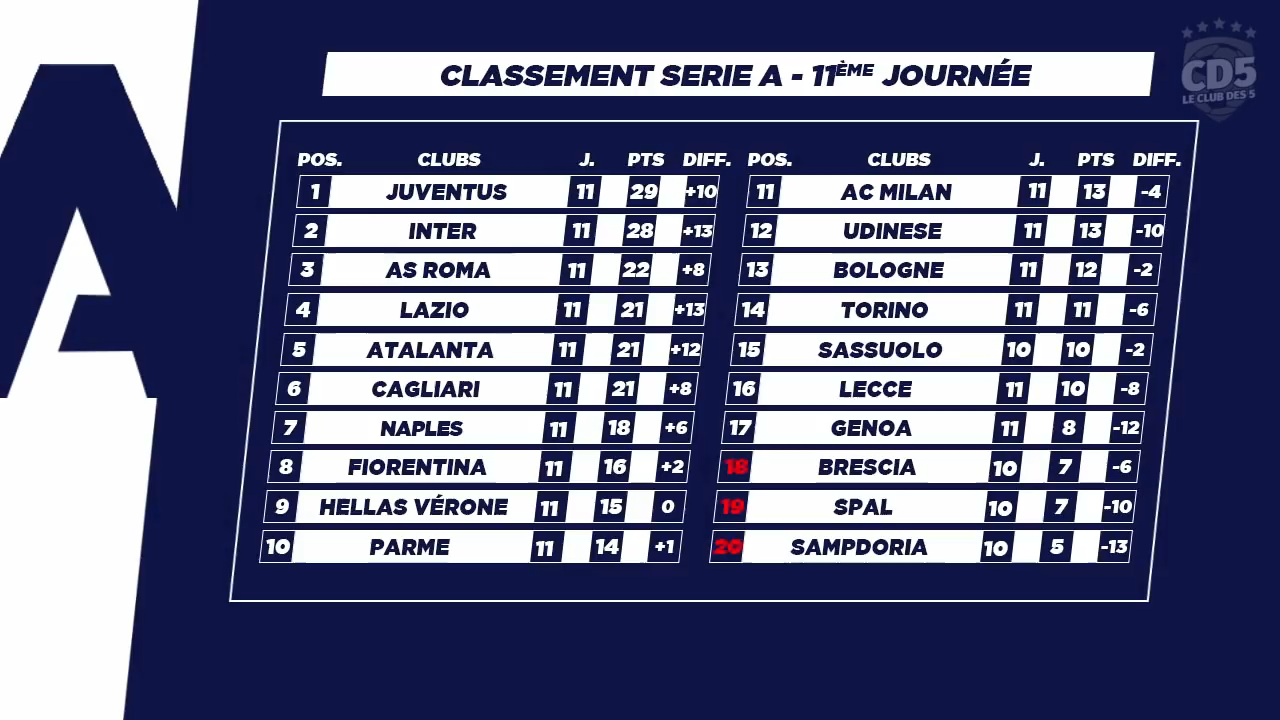 CD5
LE CLUB DES 5
CLASSEMENT SERIE A - 11ÈME JOURNÉE
POS. CLUBS J. PTS DIFF. POS. CLUBS J. PTS DIFF.
1 JUVENTUS 11 29 +10 11 AC MILAN 11 13 -4
2 INTER 11 28 +13 12 UDINESE 11 13 -10
3 AS ROMA 11 22 +8 13 BOLOGNE 11 12 -2
4 LAZIO 11 21 +13 14 TORINO 11 11 -6
5 ATALANTA 11 21 +12 15 SASSUOLO 10 10 -2
6 CAGLIARI 11 21 +8 16 LECCE 11 10 -8
7 NAPLES 11 18 +6 17 GENOA 11 8 -12
8 FIORENTINA 11 16 +2 18 BRESCIA 10 7 -6
9 HELLAS VÉRONE 11 15 0 19 SPAL 10 7 -10
10 PARME 11 14 +1 20 SAMPDORIA 10 5 -13